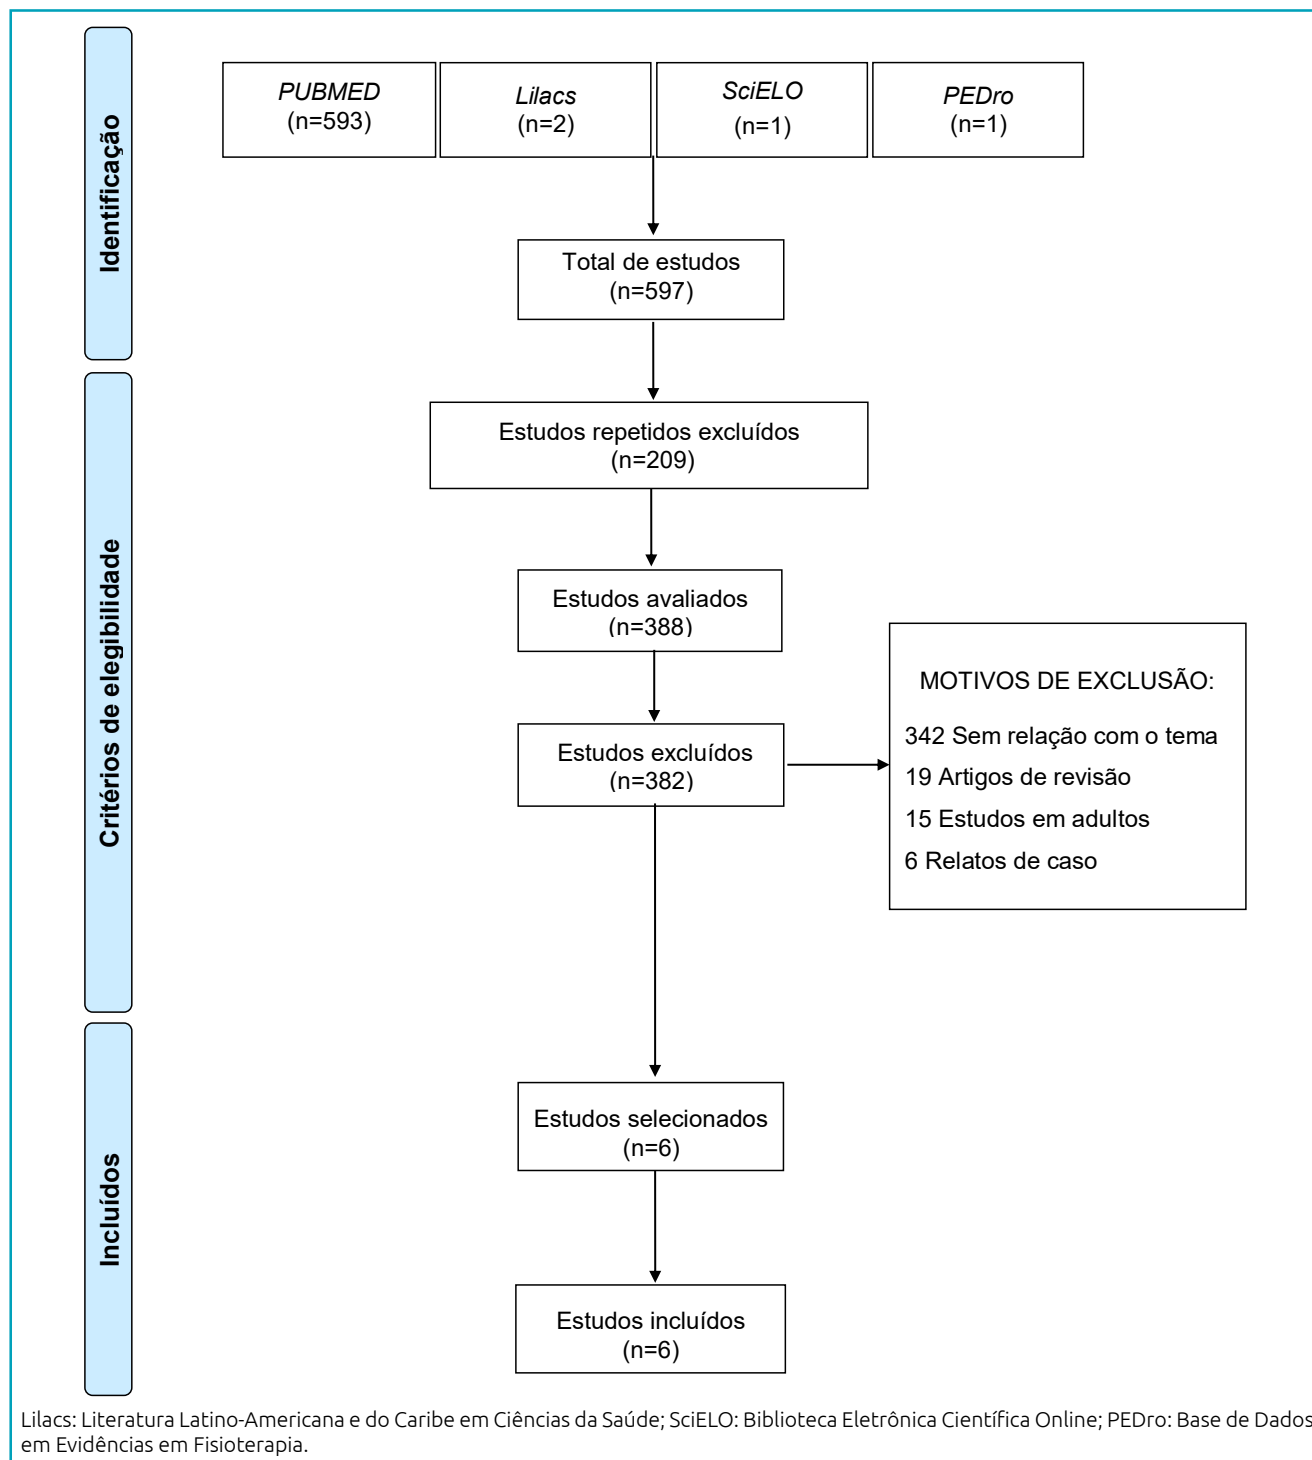 Identificação
PUBMED
(n=593)
Lilacs
(n=2)
SciELO
(n=1)
PEDro
(n=1)
Total de estudos
(n=597)
Critérios de elegibilidade
Estudos repetidos excluídos
(n=209)
Estudos avaliados
(n=388)
Estudos excluídos
(n=382)
MOTIVOS DE EXCLUSÃO:
342 Sem relação com o tema
19 Artigos de revisão
15 Estudos em adultos
6 Relatos de caso
Incluídos
Estudos selecionados
(n=6)
Estudos incluídos
(n=6)
Lilacs: Literatura Latino-Americana e do Caribe em Ciências da Saúde; SciELO: Biblioteca Eletrônica Científica Online; PEDro: Base de Dados
em Evidências em Fisioterapia.